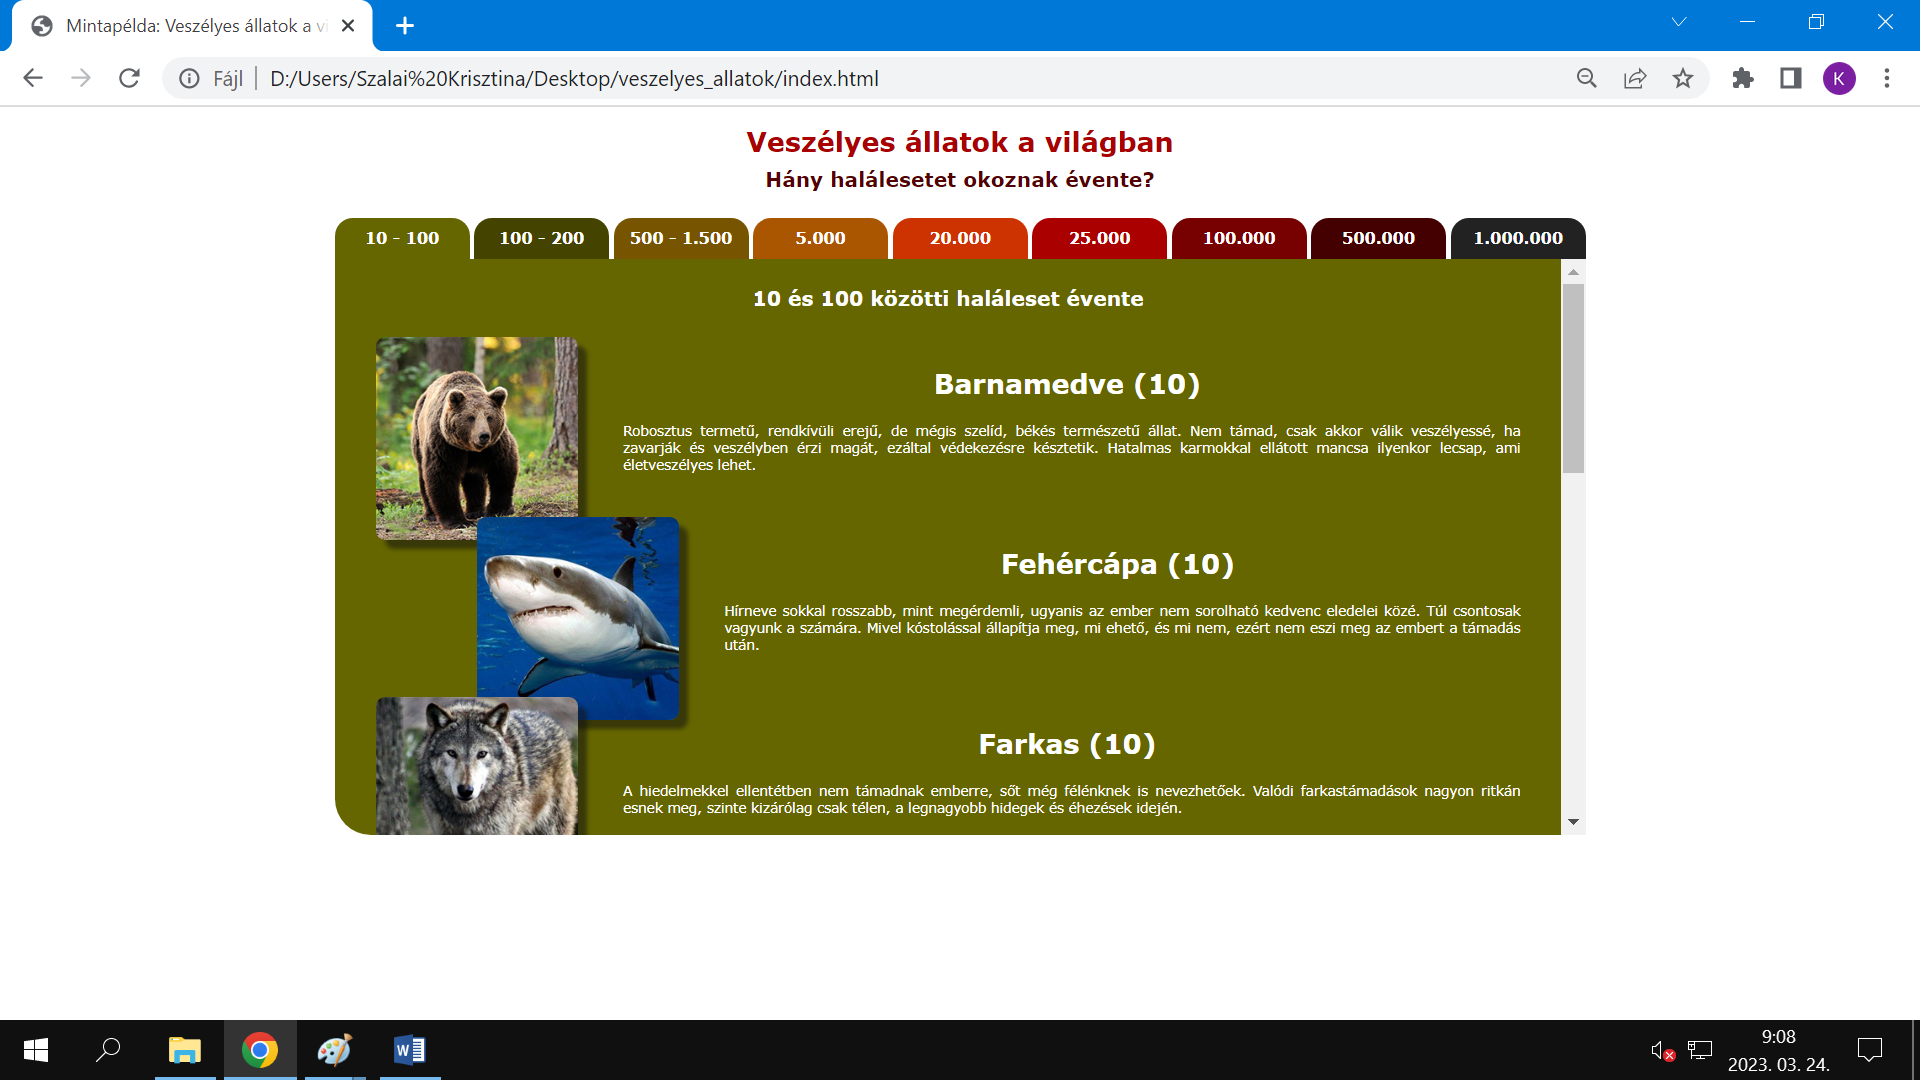 Mintapélda: Veszélyes állatok a vi
Fájl
D:/Users/Szalai%20Krisztina/Desktop/veszelyes_allatok/index.html
K
Veszélyes állatok a világban
Hány halálesetet okoznak évente?
10 - 100
100 - 200
500 - 1.500
5.000
20.000
25.000
100.000
500.000
1.000.000
10 és 100 közötti haláleset évente
Barnamedve (10)
Robosztus termetű, rendkívüli erejű, de mégis szelíd, békés természetű állat. Nem támad, csak akkor válik veszélyessé, ha
zavarják és veszélyben érzi magát, ezáltal védekezésre késztetik. Hatalmas karmokkal ellátott mancsa ilyenkor lecsap, ami
életveszélyes lehet.
Fehércápa (10)
Hírneve sokkal rosszabb, mint megérdemli, ugyanis az ember nem sorolható kedvenc eledelei közé. Túl csontosak
vagyunk a számára. Mivel kóstolással állapítja meg, mi ehető, és mi nem, ezért nem eszi meg az embert a támadás
után.
Farkas (10)
A hiedelmekkel ellentétben nem támadnak emberre, sőt még félénknek is nevezhetőek. Valódi farkastámadások nagyon ritkán
esnek meg, szinte kizárólag csak télen, a legnagyobb hidegek és éhezések idején.
W
9:08
2023. 03. 24.